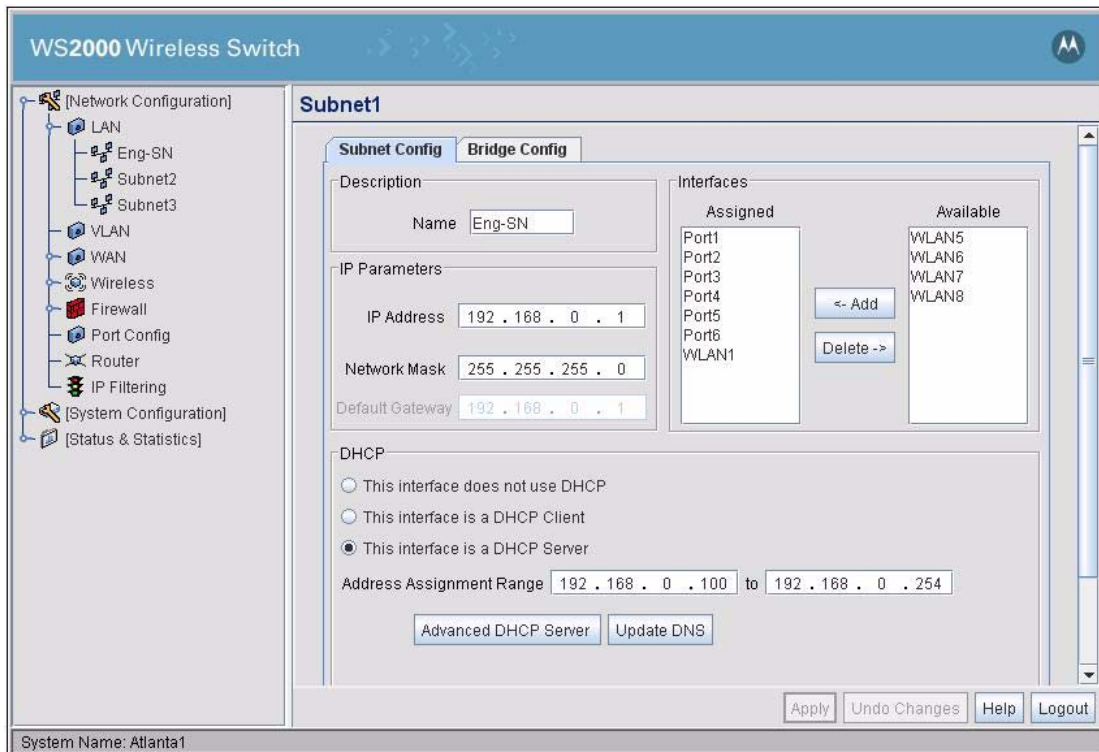 WS2000 Wireless Switch
[Network Configuration]
LAN
Eng-SN
Subnet2
Subnet3
VLAN
WAN
Wireless
Firewall
Port Config
Router
IP Filtering
[System Configuration]
[Status & Statistics]
Subnet1
Subnet Config
Bridge Config
Description
Name Eng-SN
IP Parameters
IP Address 192 . 168 . 0 . 1
Network Mask 255 . 255 . 255 . 0
Default Gateway 192 . 168 . 0 . 1
Interfaces
Assigned
Port1
Port2
Port3
Port4
Port5
Port6
WLAN1
<- Add
Delete ->
Available
WLAN5
WLAN6
WLAN7
WLAN8
DHCP
This interface does not use DHCP
This interface is a DHCP Client
This interface is a DHCP Server
Address Assignment Range 192 . 168 . 0 . 100 to 192 . 168 . 0 . 254
Advanced DHCP Server
Update DNS
Apply
Undo Changes
Help
Logout
System Name: Atlanta1